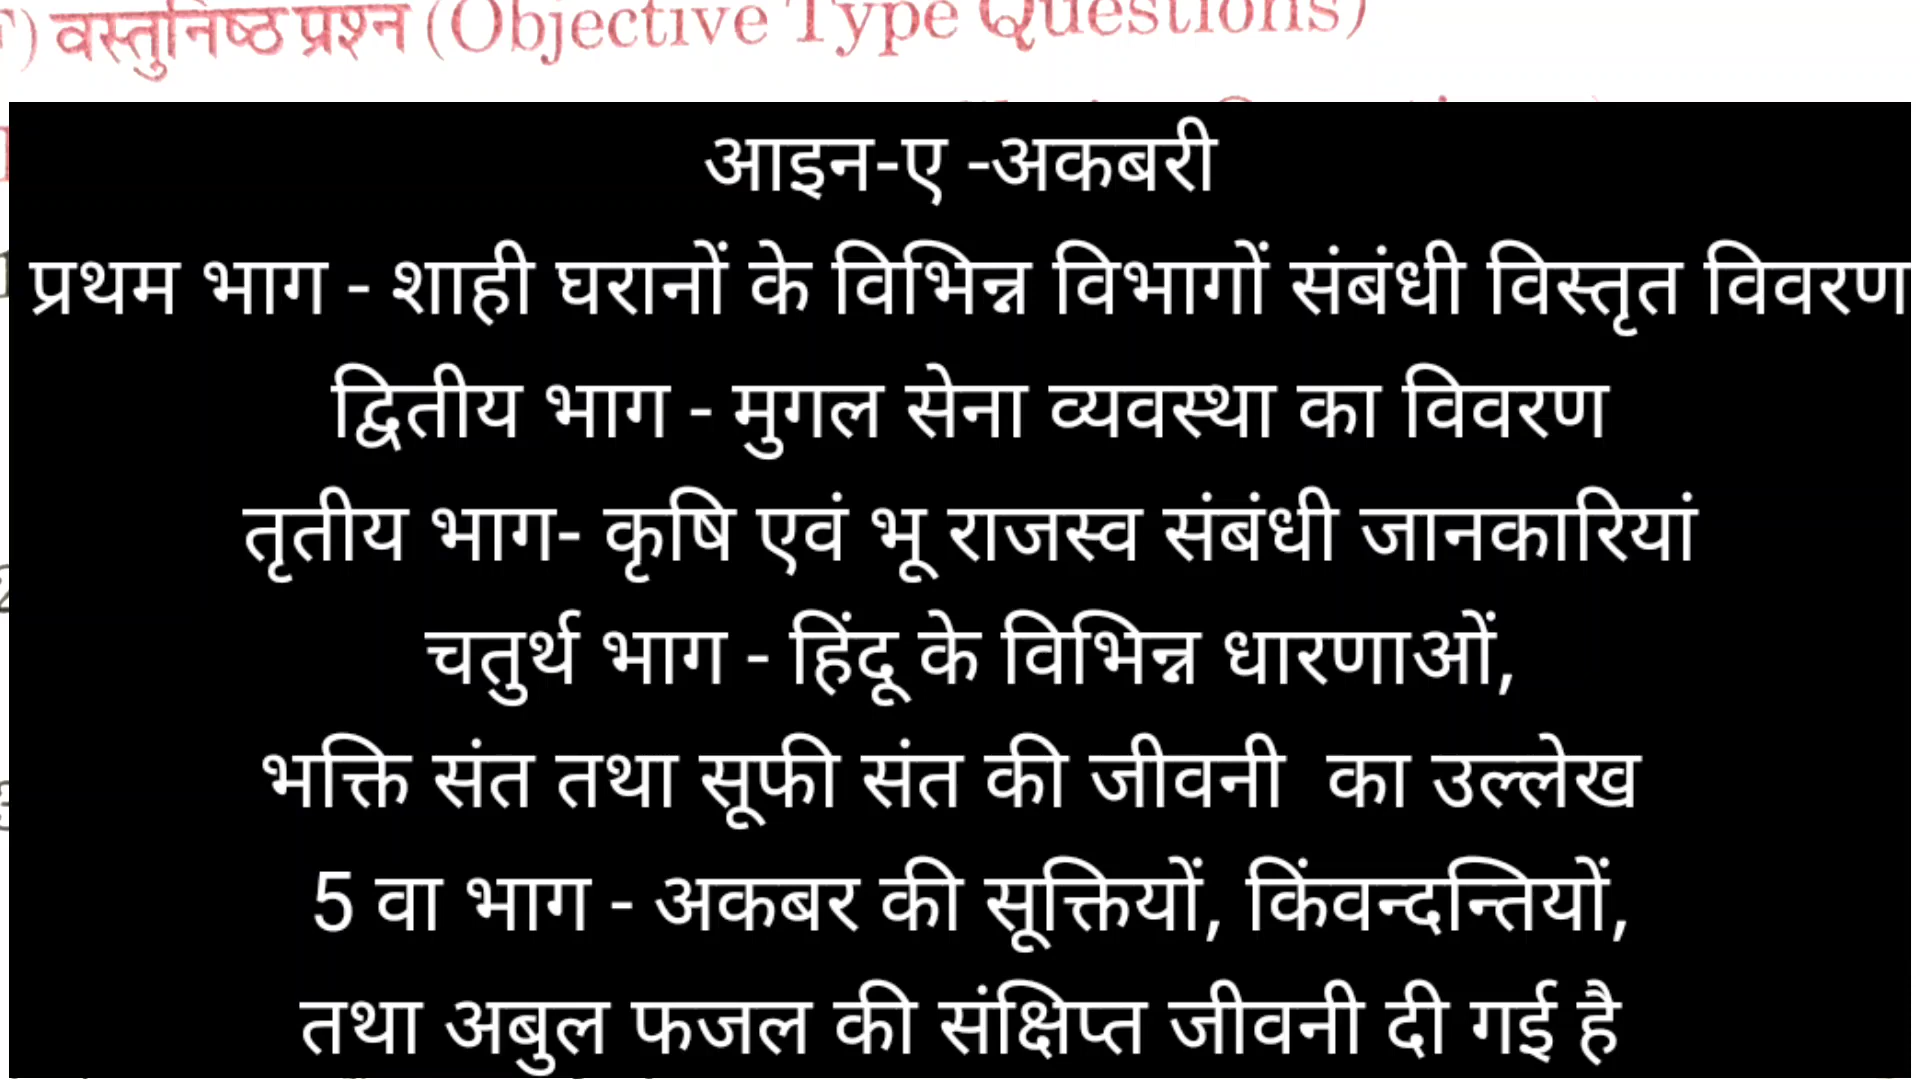 वस्तुनिष्ठ प्रश्न (Objective Type Questions)
आइन-ए -अकबरी
प्रथम भाग - शाही घरानों के विभिन्न विभागों संबंधी विस्तृत विवरण
द्वितीय भाग - मुगल सेना व्यवस्था का विवरण
तृतीय भाग- कृषि एवं भू राजस्व संबंधी जानकारियां
चतुर्थ भाग - हिंदू के विभिन्न धारणाओं,
भक्ति संत तथा सूफी संत की जीवनी का उल्लेख
5 वा भाग - अकबर की सूक्तियों, किंवन्दन्तियों,
तथा अबुल फजल की संक्षिप्त जीवनी दी गई है